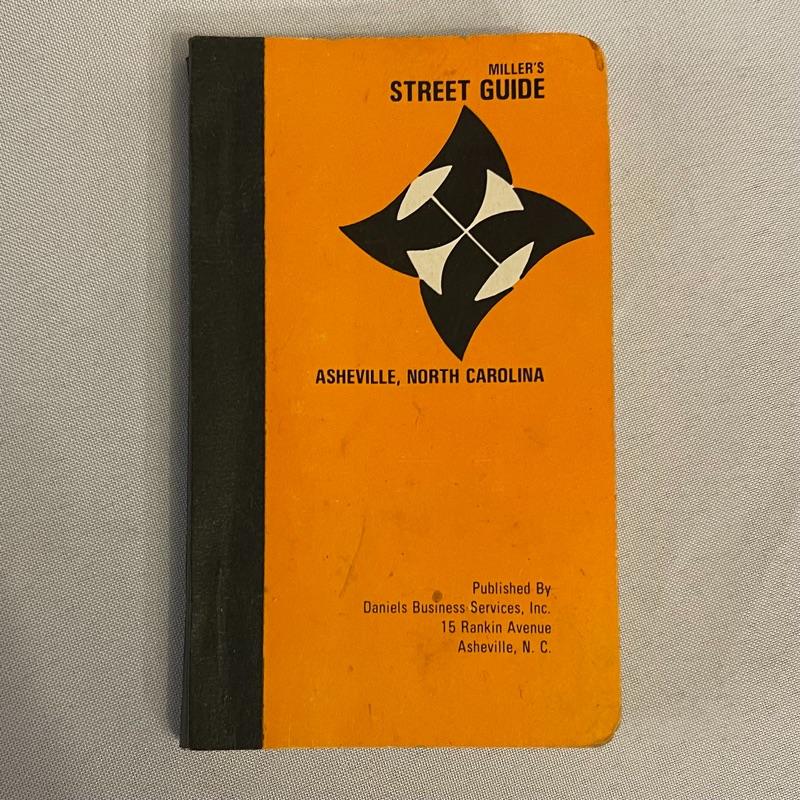 MILLER'S
STREET GUIDE
ASHEVILLE, NORTH CAROLINA
Published By
Daniels Business Services, Inc.
15 Rankin Avenue
Asheville, N. C.